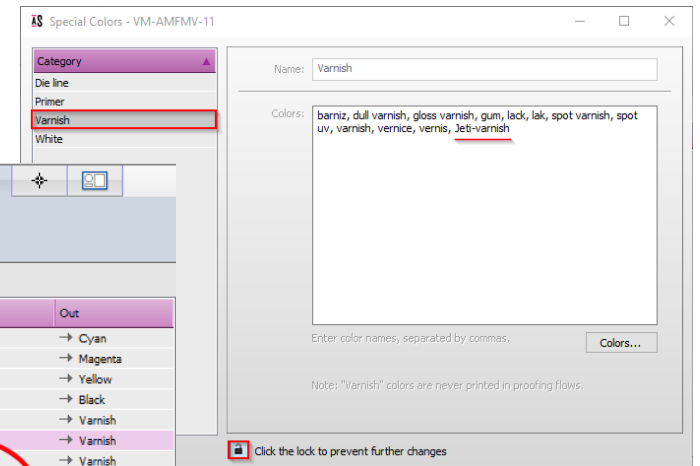 Special Colors - VM-AMFMV-11
Category
Die line
Primer
Varnish
White
Name: Varnish
Colors: barniz, dull varnish, gloss varnish, gum, lack, lak, spot varnish, spot
uv, varnish, vernice, vernis, Jeti-varnish
Enter color names, separated by commas.
Colors...
Note: "Varnish" colors are never printed in proofing flows.
Out
→ Cyan
→ Magenta
→ Yellow
→ Black
→ Varnish
→ Varnish
→ Varnish
Click the lock to prevent further changes